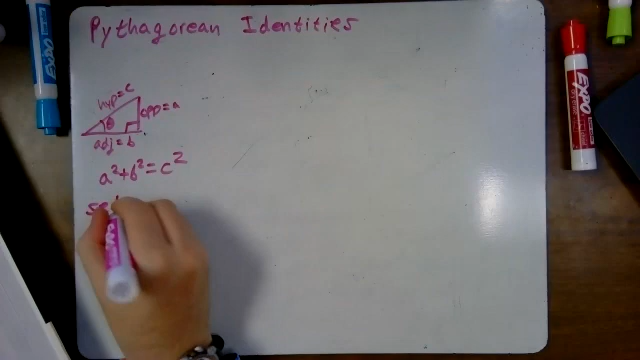 Pythagorean Identities
hyp=c
opp=a
θ
adj=b
a²+b²=c²
EXPO
EXPO